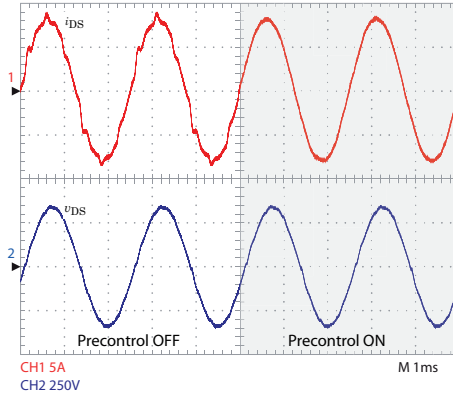 iDS
1
vDS
2
Precontrol OFF Precontrol ON
CH1 5A M 1ms
CH2 250V